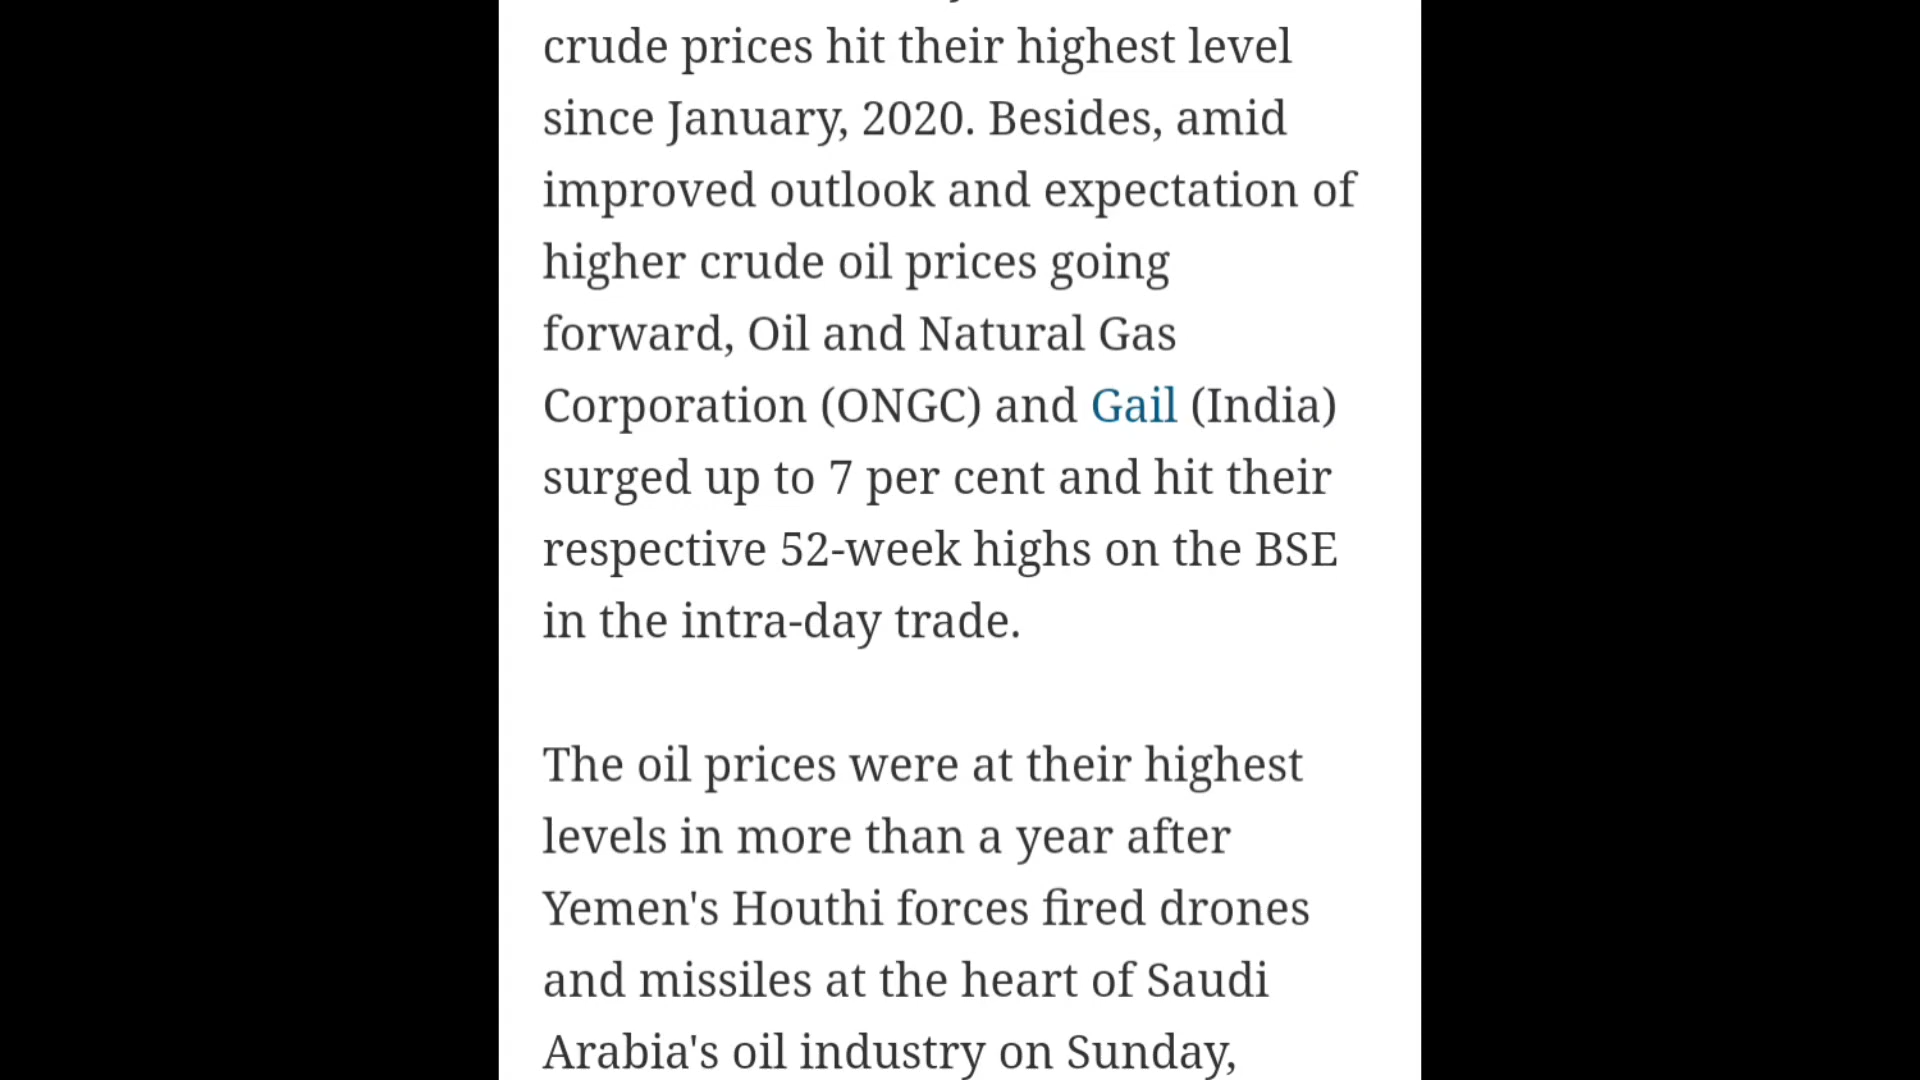 crude prices hit their highest level
since January, 2020. Besides, amid
improved outlook and expectation of
higher crude oil prices going
forward, Oil and Natural Gas
Corporation (ONGC) and Gail (India)
surged up to 7 per cent and hit their
respective 52-week highs on the BSE
in the intra-day trade.
The oil prices were at their highest
levels in more than a year after
Yemen's Houthi forces fired drones
and missiles at the heart of Saudi
Arabia's oil industry on Sunday,